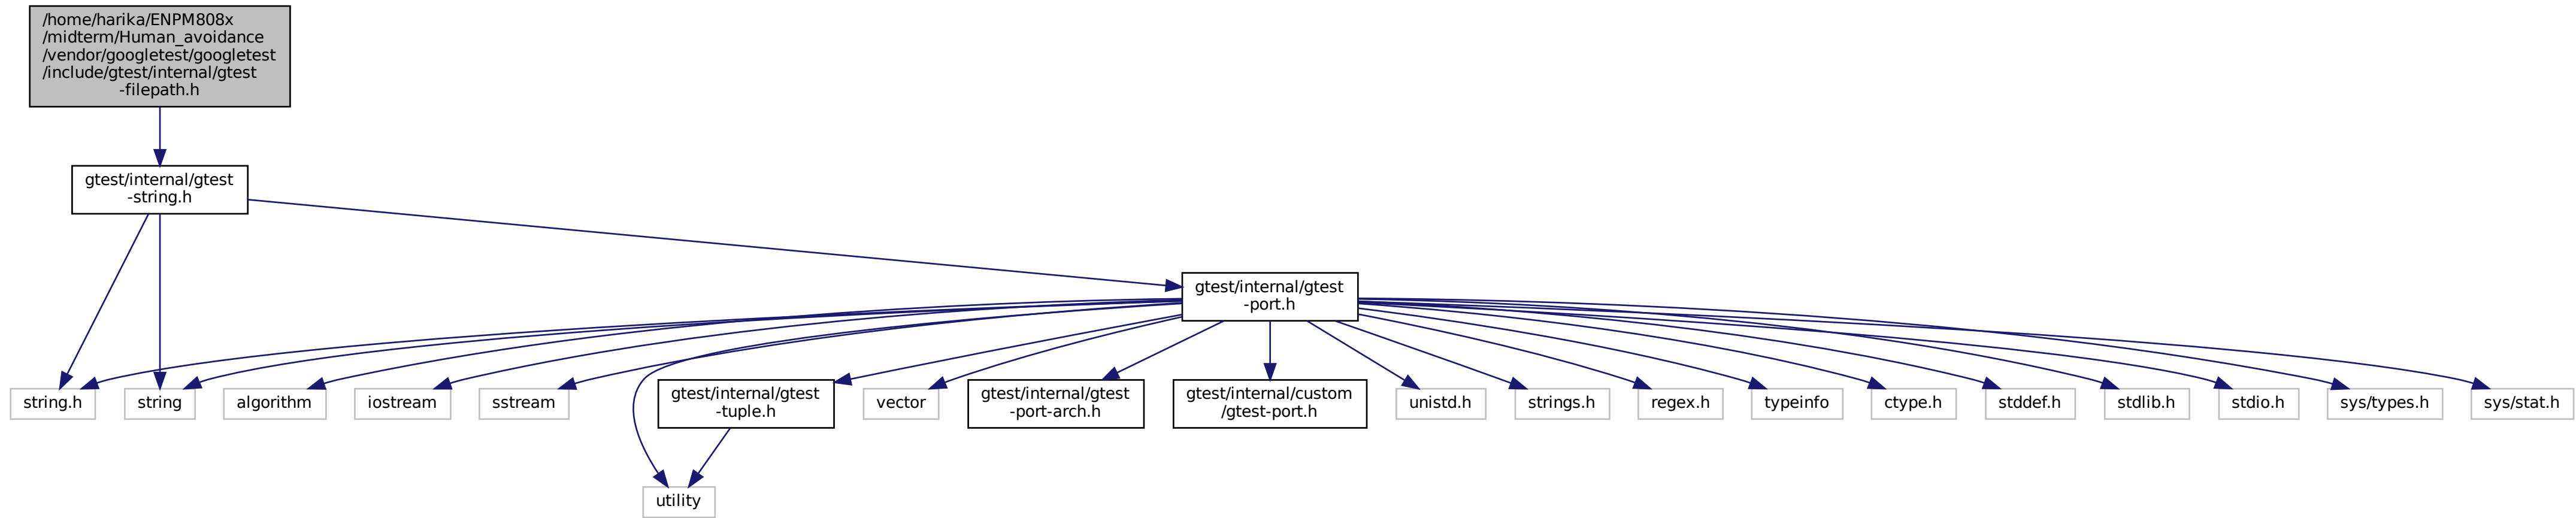 /home/harika/ENPM808x
/midterm/Human_avoidance
/vendor/googletest/googletest
/include/gtest/internal/gtest
-filepath.h
gtest/internal/gtest
-string.h
gtest/internal/gtest
-port.h
string.h
string
algorithm
iostream
sstream
gtest/internal/gtest
-tuple.h
vector
gtest/internal/gtest
-port-arch.h
gtest/internal/custom
/gtest-port.h
unistd.h
strings.h
regex.h
typeinfo
ctype.h
stddef.h
stdlib.h
stdio.h
sys/types.h
sys/stat.h
utility